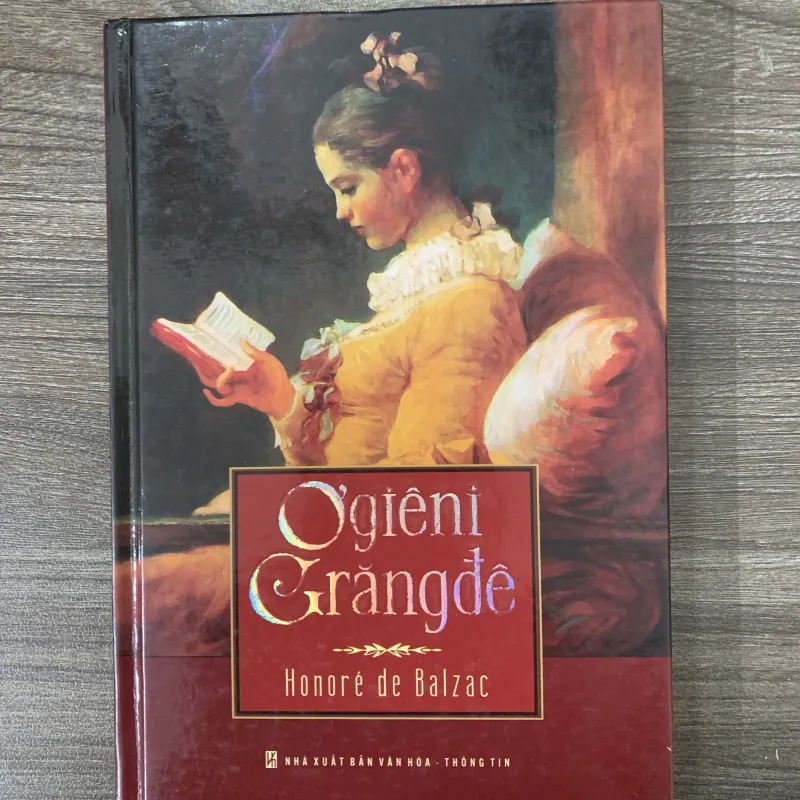 Ơgiêni
Grăngđê
Honoré de Balzac
NHÀ XUẤT BẢN VĂN HÓA - THÔNG TIN